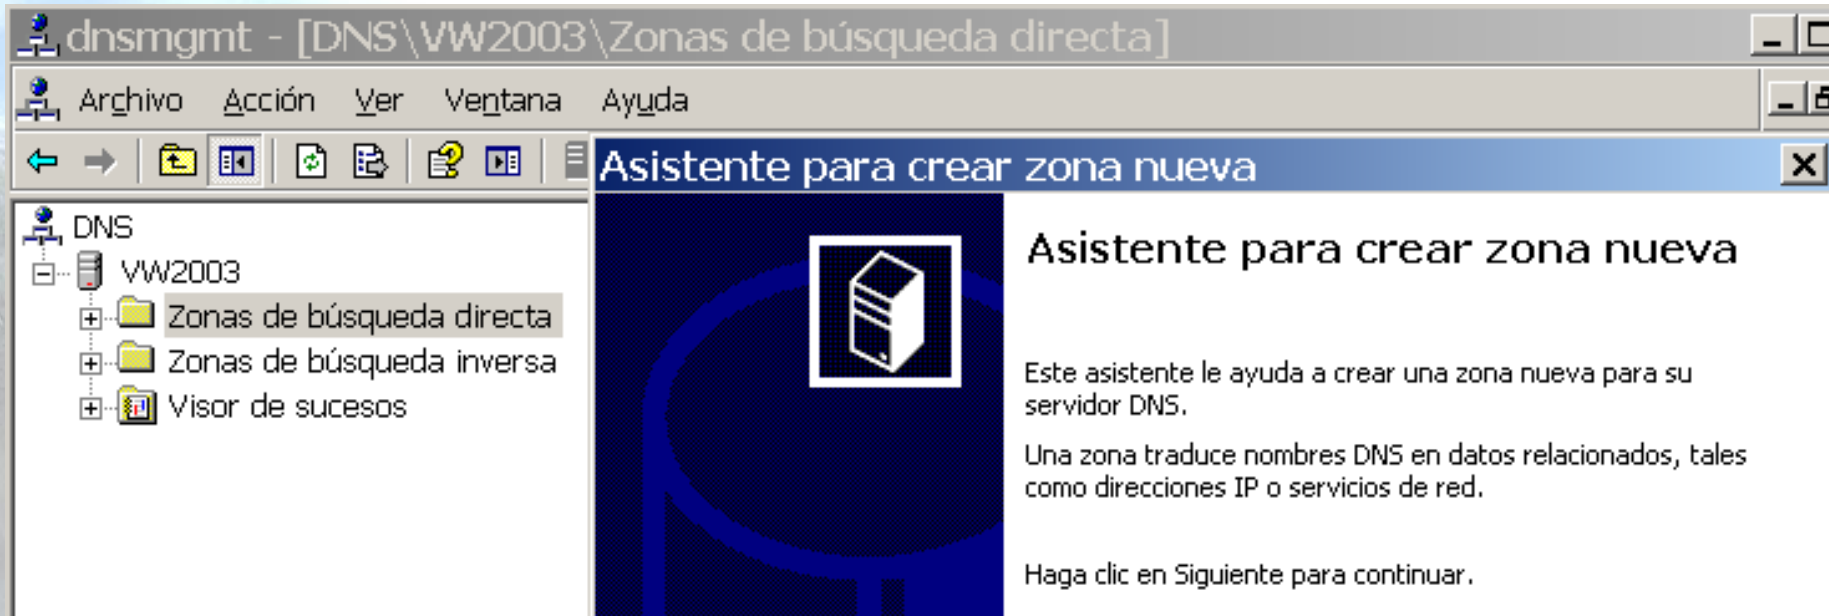 dnsmgmt - [DNS\VW2003\Zonas de búsqueda directa]
Archivo Acción Ver Ventana Ayuda
Asistente para crear zona nueva
DNS
VW2003
Zonas de búsqueda directa
Zonas de búsqueda inversa
Visor de sucesos
Asistente para crear zona nueva
Este asistente le ayuda a crear una zona nueva para su
servidor DNS.
Una zona traduce nombres DNS en datos relacionados, tales
como direcciones IP o servicios de red.
Haga clic en Siguiente para continuar.